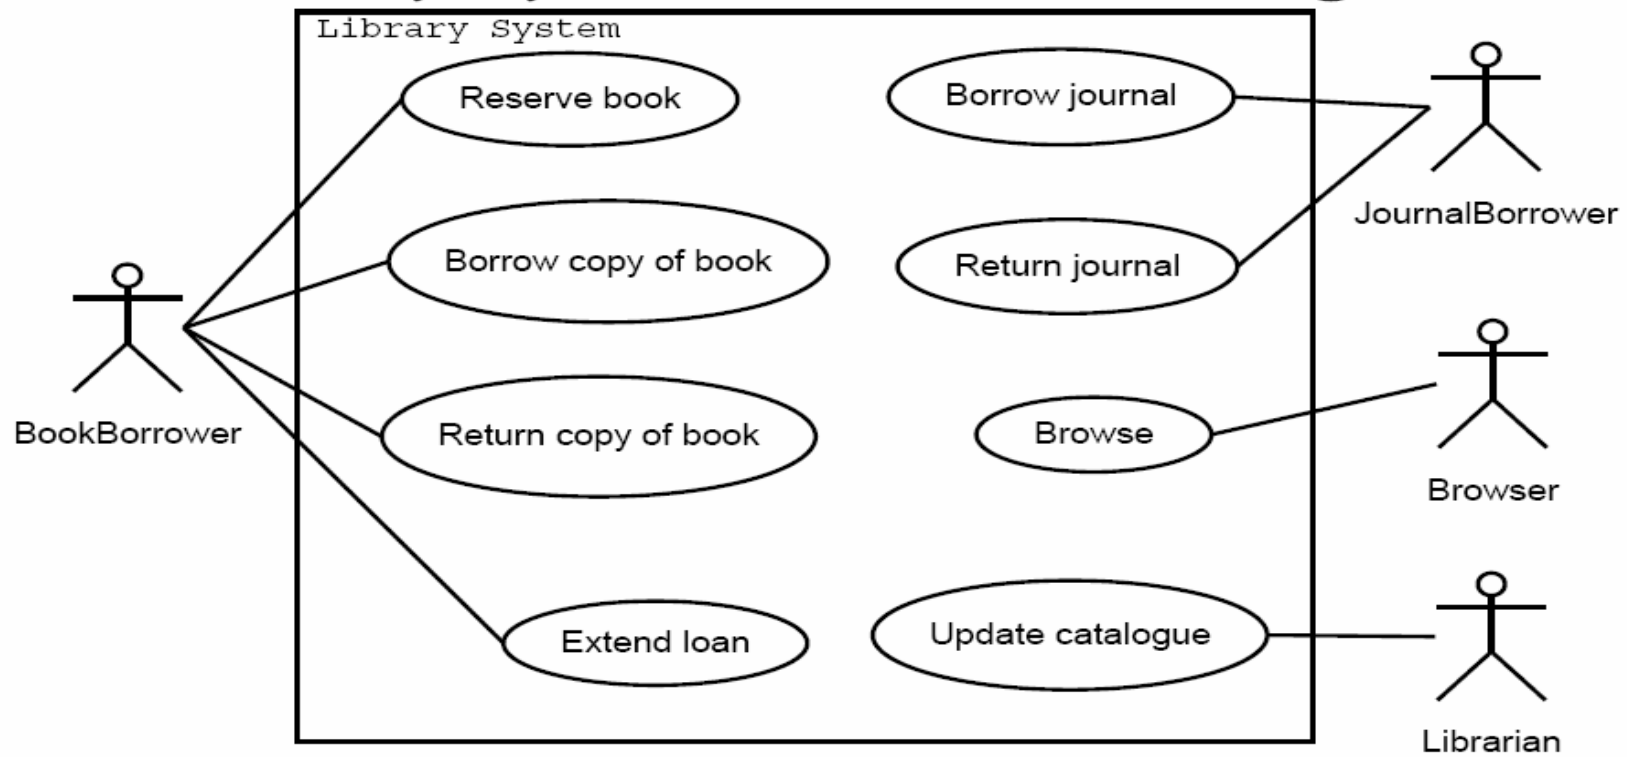 Library System
Reserve book
Borrow journal
JournalBorrower
Borrow copy of book
Return journal
BookBorrower
Return copy of book
Browse
Browser
Extend loan
Update catalogue
Librarian